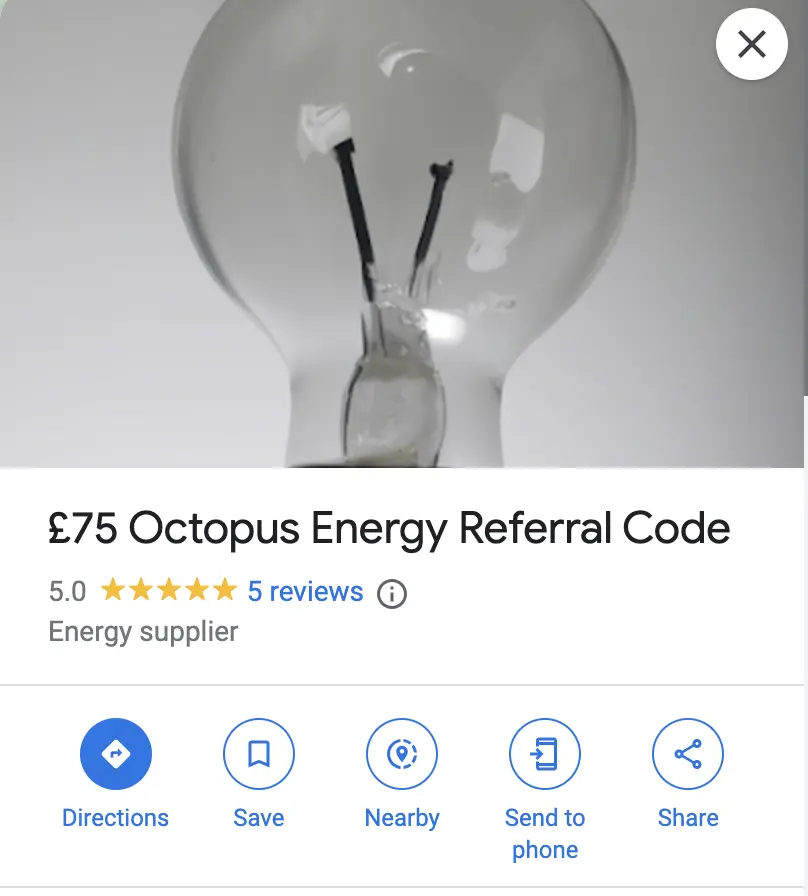 £75 Octopus Energy Referral Code
5.0 5 reviews
Energy supplier
Directions
Save
Nearby
Send to
phone
Share